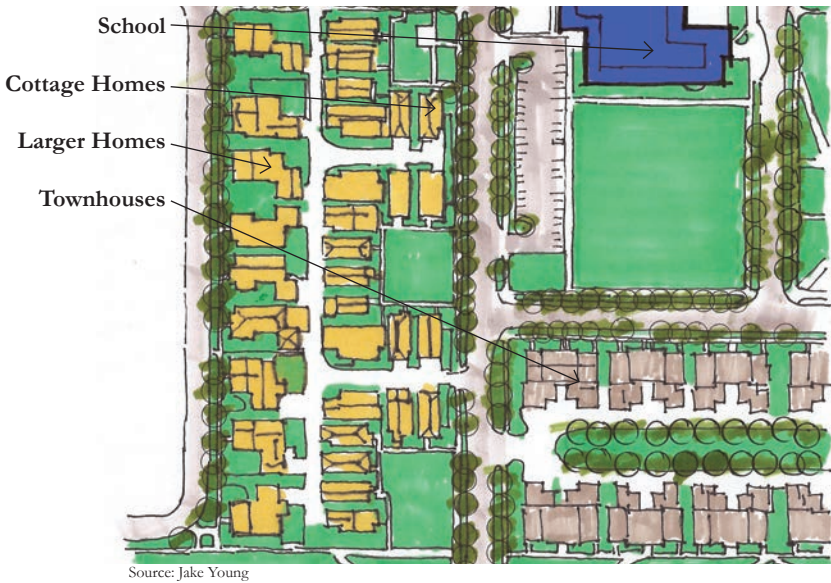 School
Cottage Homes
Larger Homes
Townhouses
Source: Jake Young